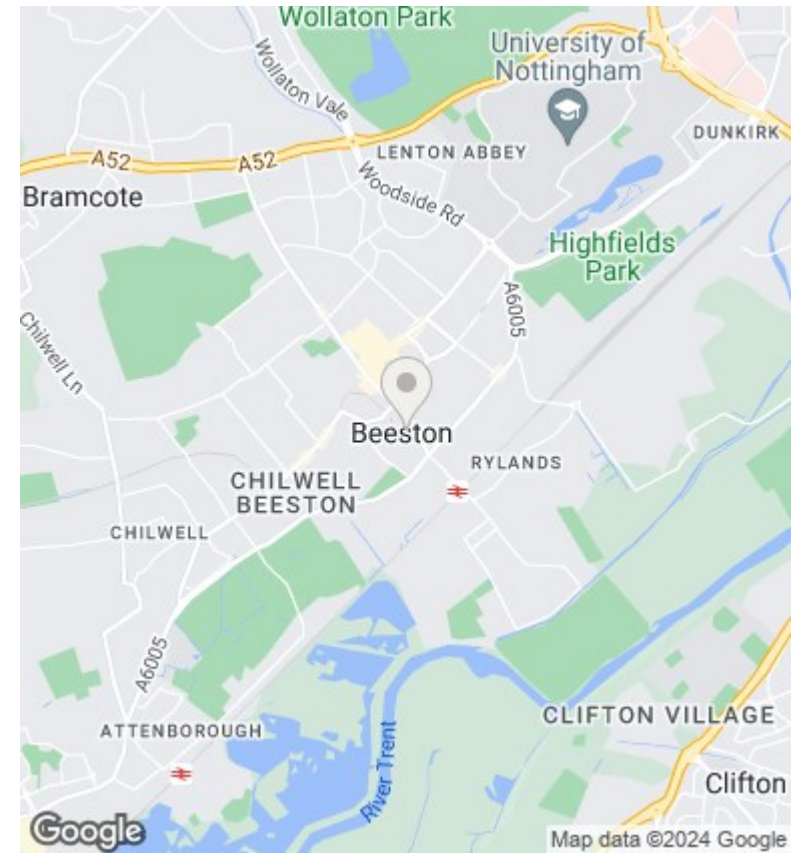 Wollaton Park
University of
Nottingham
Wollaton Vale
DUNKIRK
LENTON ABBEY
A52
A52
Woodside Rd
Bramcote
Highfields
Park
A6005
Chilwell Ln
Beeston
RYLANDS
CHILWELL
BEESTON
CHILWELL
A6005
ATTENBOROUGH
CLIFTON VILLAGE
River Trent
Clifton
Google
Map data ©2024 Google